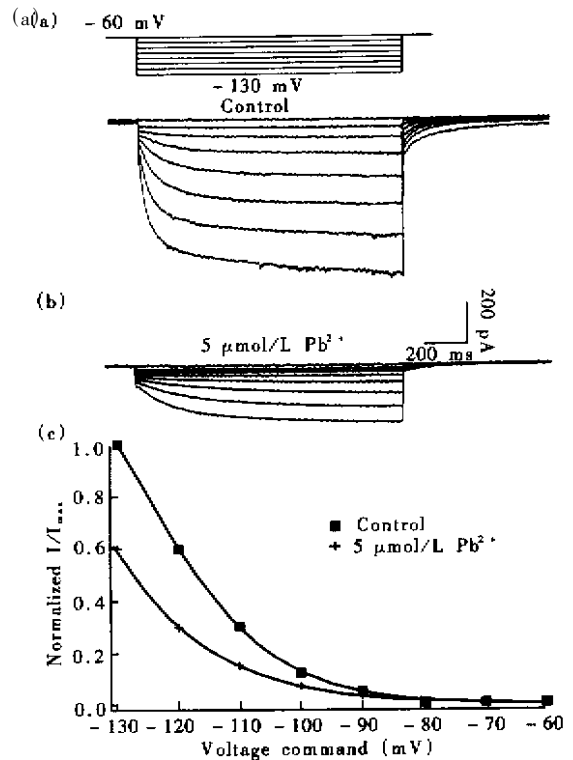 (a)a) - 60 mV
- 130 mV
Control
(b)
200 pA
200 ms
5 μmol/L Pb²⁺
(c)
1.0
0.8
0.6
0.4
0.2
0.0
Normalized I/Imax
■ Control
+ 5 μmol/L Pb²⁺
- 130 - 120 - 110 - 100 - 90 - 80 - 70 - 60
Voltage command (mV)